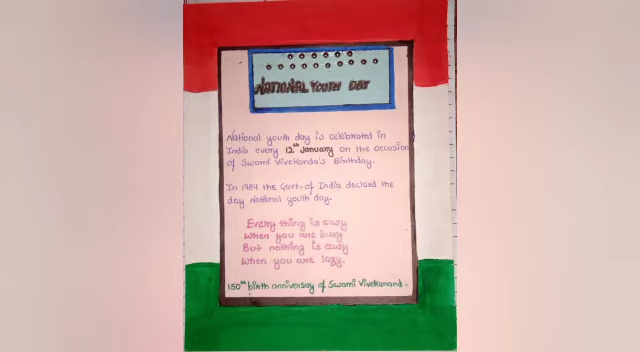 NATIONAL YOUTH DAY
National youth day is celebrated in
India every 12th January on the occasion
of Swami Vivekanda's Birthday.
In 1984 the Govt. of India declaed the
day National youth day.
Every thing is easy
When you are busy
But nothing is easy
When you are lazy.
150th birth anniversay of Swami Vivekanand.